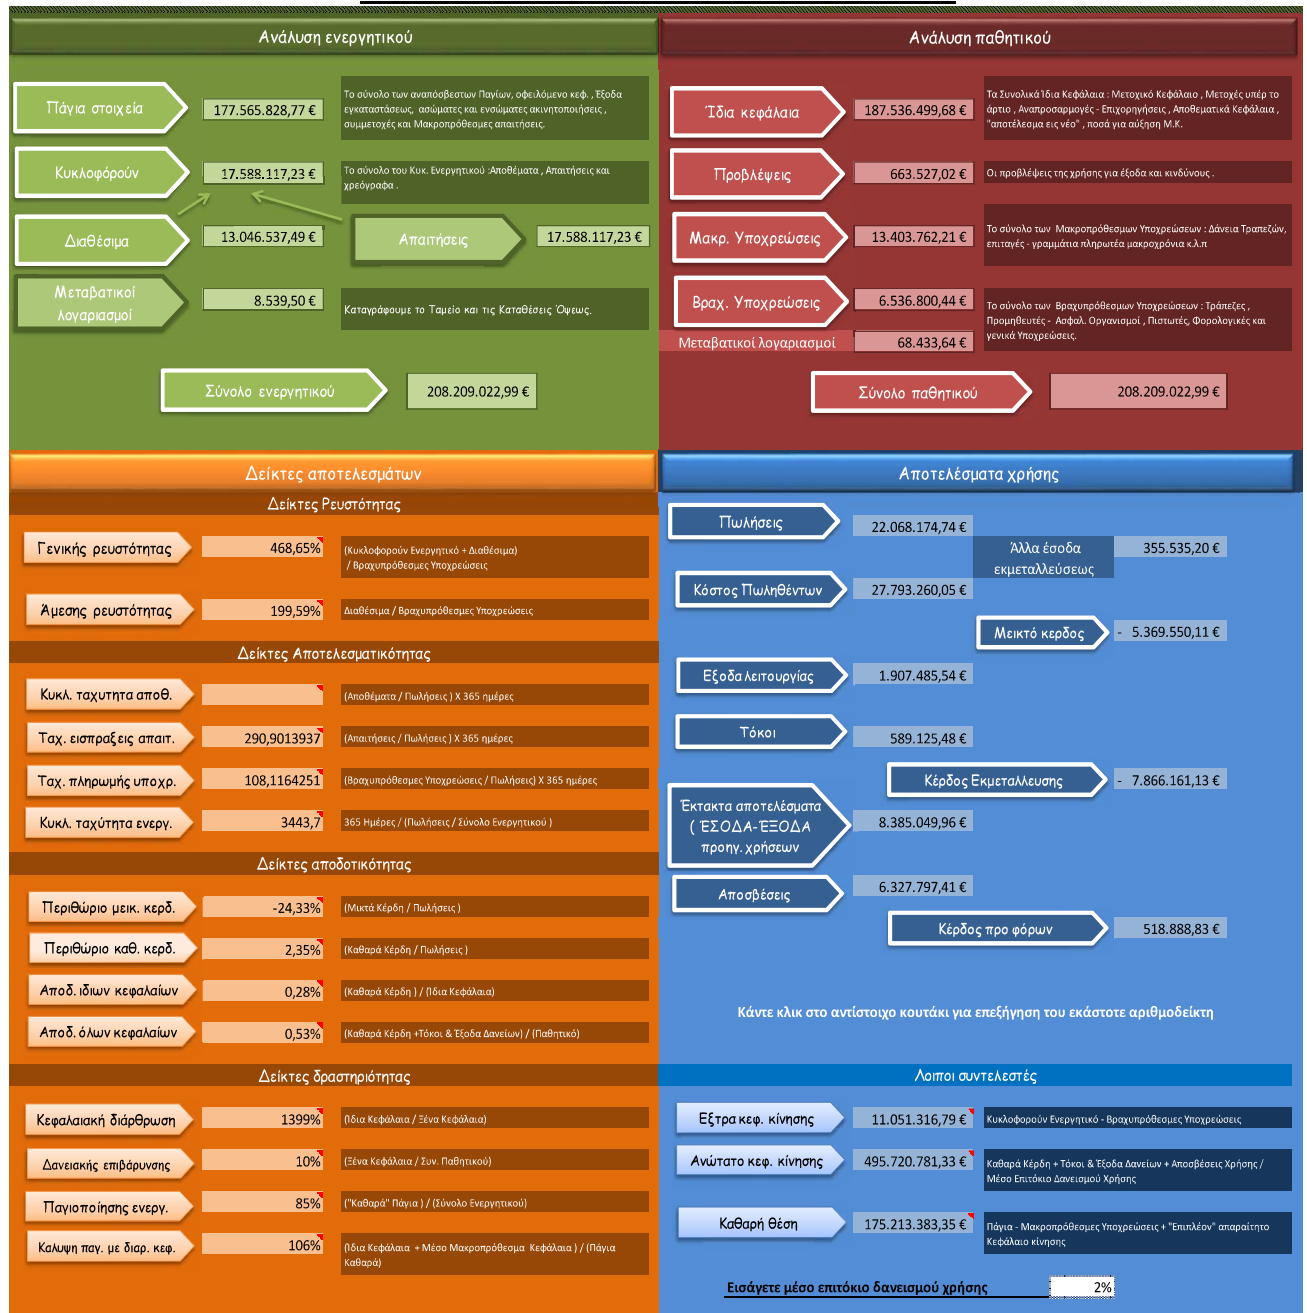 Ανάλυση ενεργητικού
Πάγια στοιχεία
177.565.828,77 €
Το σύνολο των αναπόσβεστων Παγίων, οφειλόμενο κεφ. , Έξοδα
εγκαταστάσεως, ασώματες και ενσώματες ακινητοποιήσεις ,
συμμετοχές και Μακροπρόθεσμες απαιτήσεις.
Κυκλοφόρούν
17.588.117,23 €
Το σύνολο του Κυκ. Ενεργητικού :Αποθέματα , Απαιτήσεις και
χρεόγραφα .
Διαθέσιμα
13.046.537,49 €
Απαιτήσεις
17.588.117,23 €
Μεταβατικοί
λογαριασμοί
8.539,50 €
Καταγράφουμε το Ταμείο και τις Καταθέσεις Όψεως.
Σύνολο ενεργητικού
208.209.022,99 €
Ανάλυση παθητικού
Ίδια κεφάλαια
187.536.499,68 €
Τα Συνολικά Ίδια Κεφάλαια : Μετοχικό Κεφάλαιο , Μετοχές υπέρ το
άρτιο , Αναπροσαρμογές - Επιχορηγήσεις , Αποθεματικά Κεφάλαια ,
"αποτέλεσμα εις νέο" , ποσά για αύξηση Μ.Κ.
Προβλέψεις
663.527,02 €
Οι προβλέψεις της χρήσης για έξοδα και κινδύνους .
Μακρ. Υποχρεώσεις
13.403.762,21 €
Το σύνολο των Μακροπρόθεσμων Υποχρεώσεων : Δάνεια Τραπεζών,
επιταγές - γραμμάτια πληρωτέα μακροχρόνια κ.λ.π
Βραχ. Υποχρεώσεις
6.536.800,44 €
Το σύνολο των Βραχυπρόθεσμων Υποχρεώσεων : Τράπεζες ,
Προμηθευτές - Ασφαλ. Οργανισμοί , Πιστωτές, Φορολογικές και
γενικά Υποχρεώσεις.
Μεταβατικοί λογαριασμοί
68.433,64 €
Σύνολο παθητικού
208.209.022,99 €
Δείκτες αποτελεσμάτων
Δείκτες Ρευστότητας
Γενικής ρευστότητας
468,65%
(Κυκλοφορούν Ενεργητικό + Διαθέσιμα)
/ Βραχυπρόθεσμες Υποχρεώσεις
Άμεσης ρευστότητας
199,59%
Διαθέσιμα / Βραχυπρόθεσμες Υποχρεώσεις
Δείκτες Αποτελεσματικότητας
Κυκλ. ταχυτητα αποθ.
(Αποθέματα / Πωλήσεις ) Χ 365 ημέρες
Ταχ. εισπραξεις απαιτ.
290,9013937
(Απαιτήσεις / Πωλήσεις ) Χ 365 ημέρες
Ταχ. πληρωμής υποχρ.
108,1164251
(Βραχυπρόθεσμες Υποχρεώσεις / Πωλήσεις) Χ 365 ημέρες
Κυκλ. ταχύτητα ενεργ.
3443,7
365 Ημέρες / (Πωλήσεις / Σύνολο Ενεργητικού )
Δείκτες αποδοτικότητας
Περιθώριο μεικ. κερδ.
-24,33%
(Μικτά Κέρδη / Πωλήσεις )
Περιθώριο καθ. κερδ.
2,35%
(Καθαρά Κέρδη / Πωλήσεις )
Αποδ. ιδιων κεφαλαίων
0,28%
(Καθαρά Κέρδη ) / (Ίδια Κεφάλαια)
Αποδ. όλων κεφαλαίων
0,53%
(Καθαρά Κέρδη +Τόκοι & Έξοδα Δανείων) / (Παθητικό)
Δείκτες δραστηριότητας
Κεφαλαιακή διάρθρωση
1399%
(Ίδια Κεφάλαια / Ξένα Κεφάλαια)
Δανειακής επιβάρυνσης
10%
(Ξένα Κεφάλαια / Συν. Παθητικού)
Παγιοποίησης ενεργ.
85%
("Καθαρά" Πάγια ) / (Σύνολο Ενεργητικού)
Καλυψη παγ. με διαρ. κεφ.
106%
(Ίδια Κεφάλαια + Μέσο Μακροπρόθεσμα Κεφάλαια ) / (Πάγια
Καθαρά)
Αποτελέσματα χρήσης
Πωλήσεις
22.068.174,74 €
Άλλα έσοδα
εκμεταλλεύσεως
355.535,20 €
Κόστος Πωληθέντων
27.793.260,05 €
Μεικτό κερδος
- 5.369.550,11 €
Εξοδα λειτουργίας
1.907.485,54 €
Τόκοι
589.125,48 €
Κέρδος Εκμεταλλευσης
- 7.866.161,13 €
Έκτακτα αποτελέσματα
( ΈΣΟΔΑ-ΈΞΟΔΑ
προηγ. χρήσεων
8.385.049,96 €
Αποσβέσεις
6.327.797,41 €
Κέρδος προ φόρων
518.888,83 €
Κάντε κλικ στο αντίστοιχο κουτάκι για επεξήγηση του εκάστοτε αριθμοδείκτη
Λοιποι συντελεστές
Εξτρα κεφ. κίνησης
11.051.316,79 €
Κυκλοφορούν Ενεργητικό - Βραχυπρόθεσμες Υποχρεώσεις
Ανώτατο κεφ. κίνησης
495.720.781,33 €
Καθαρά Κέρδη + Τόκοι & Έξοδα Δανείων + Αποσβέσεις Χρήσης /
Μέσο Επιτόκιο Δανεισμού Χρήσης
Καθαρή θέση
175.213.383,35 €
Πάγια - Μακροπρόθεσμες Υποχρεώσεις + "Επιπλέον" απαραίτητο
Κεφάλαιο κίνησης
Εισάγετε μέσο επιτόκιο δανεισμού χρήσης
2%